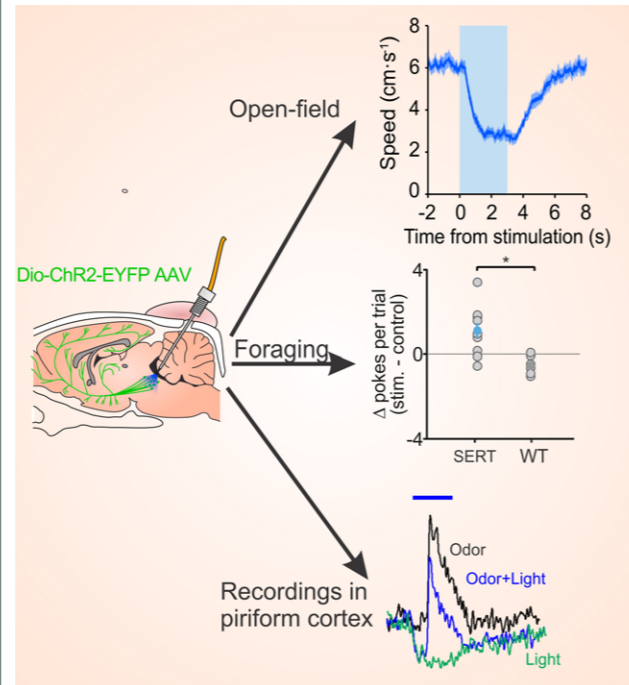 8
6
4
2
0
Speed (cm·s⁻¹)
-2 0 2 4 6 8
Time from stimulation (s)
Open-field
Dio-ChR2-EYFP AAV
Foraging
4
0
-4
Δ pokes per trial
(stim. - control)
*
SERT WT
Recordings in
piriform cortex
Odor
Odor+Light
Light